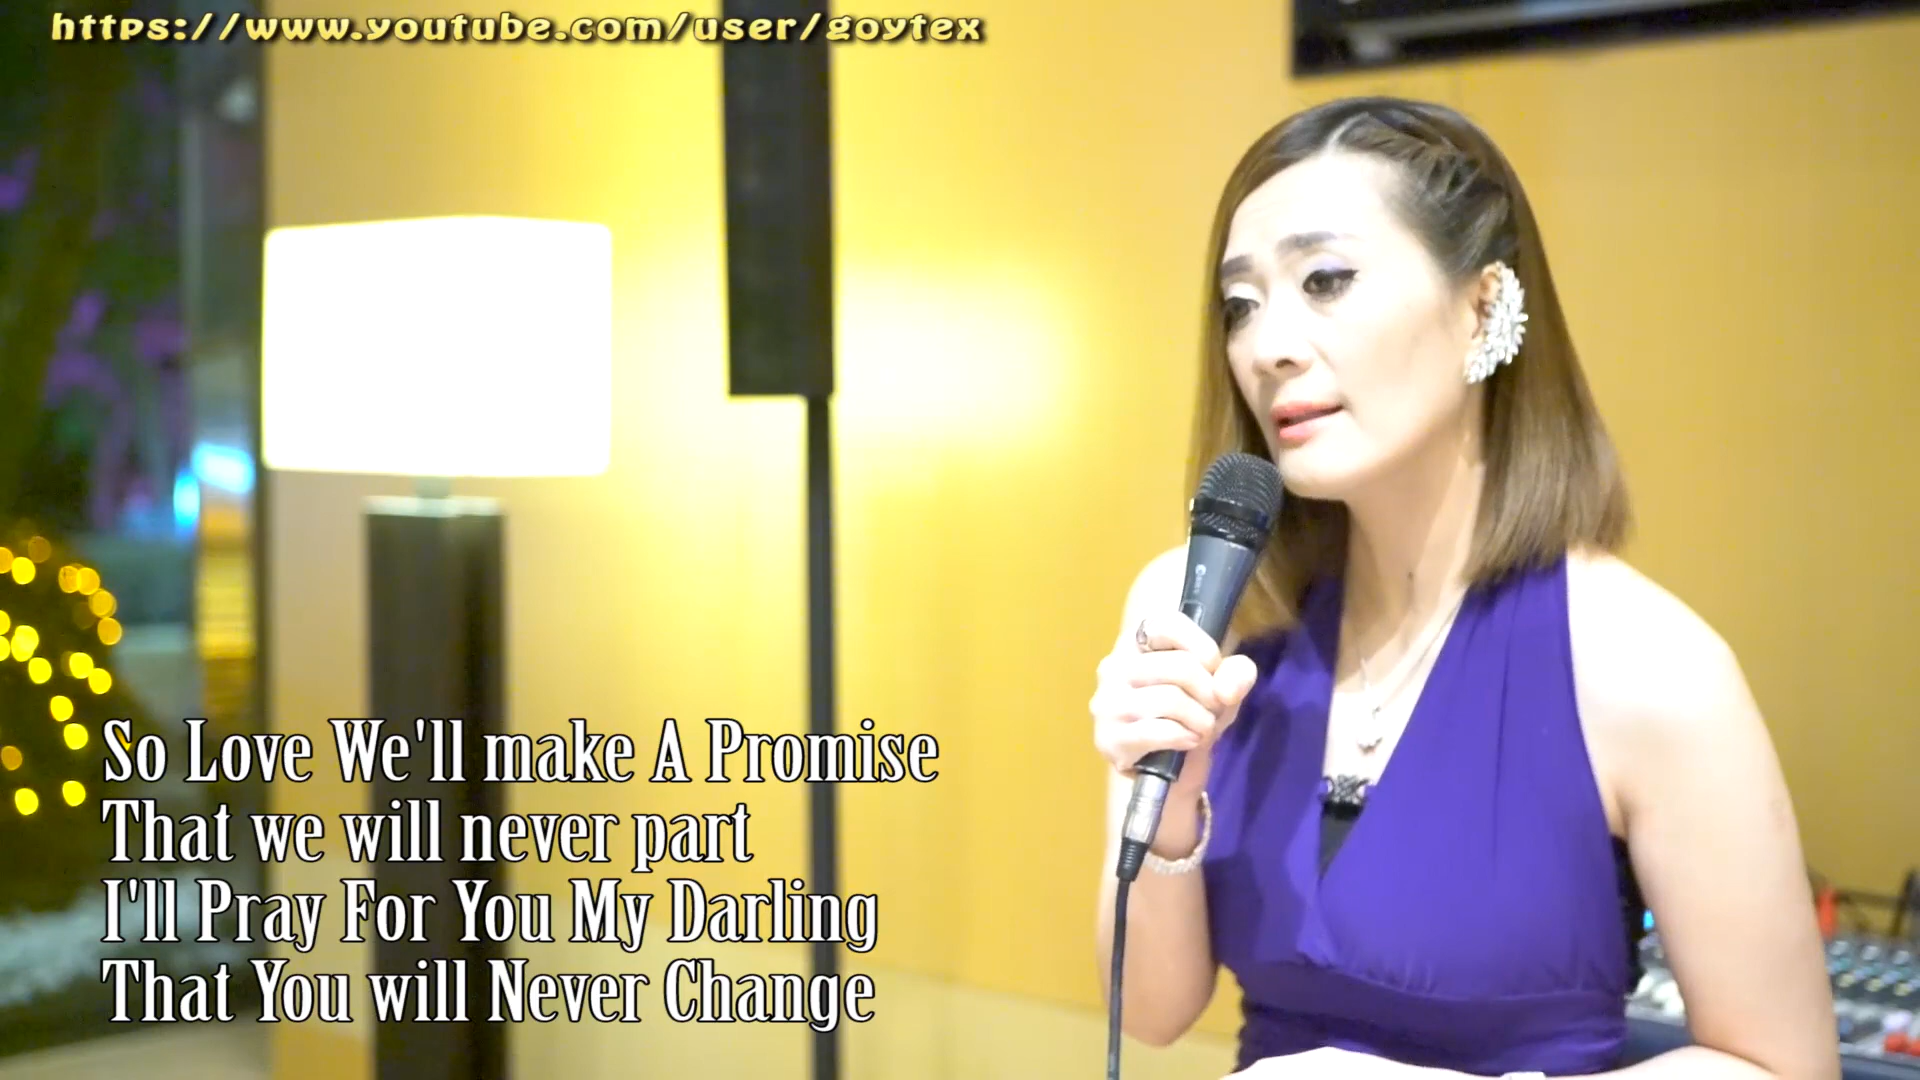 https://www.youtube.com/user/goytex
So Love We'll make A Promise
That we will never part
I'll Pray For You My Darling
That You will Never Change